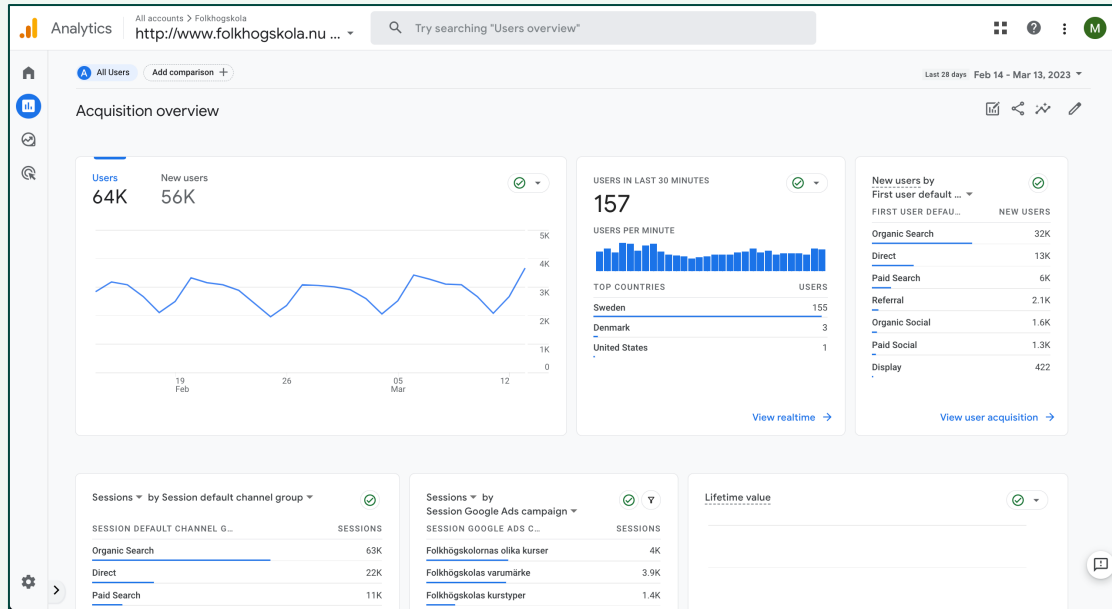 Analytics
All accounts > Folkhogskola
http://www.folkhogskola.nu ...
Try searching "Users overview"
M
A All Users
Add comparison +
Last 28 days Feb 14 - Mar 13, 2023
Acquisition overview
Users
64K
New users
56K
5K
4K
3K
2K
1K
0
19
Feb
26
05
Mar
12
USERS IN LAST 30 MINUTES
157
USERS PER MINUTE
TOP COUNTRIES USERS
Sweden 155
Denmark 3
United States 1
View realtime
New users by
First user default ...
FIRST USER DEFAU... NEW USERS
Organic Search 32K
Direct 13K
Paid Search 6K
Referral 2.1K
Organic Social 1.6K
Paid Social 1.3K
Display 422
View user acquisition
Sessions by Session default channel group
SESSION DEFAULT CHANNEL G... SESSIONS
Organic Search 63K
Direct 22K
Paid Search 11K
Sessions by
Session Google Ads campaign
SESSION GOOGLE ADS C... SESSIONS
Folkhögskolornas olika kurser 4K
Folkhögskolas varumärke 3.9K
Folkhögskolas kurstyper 1.4K
Lifetime value